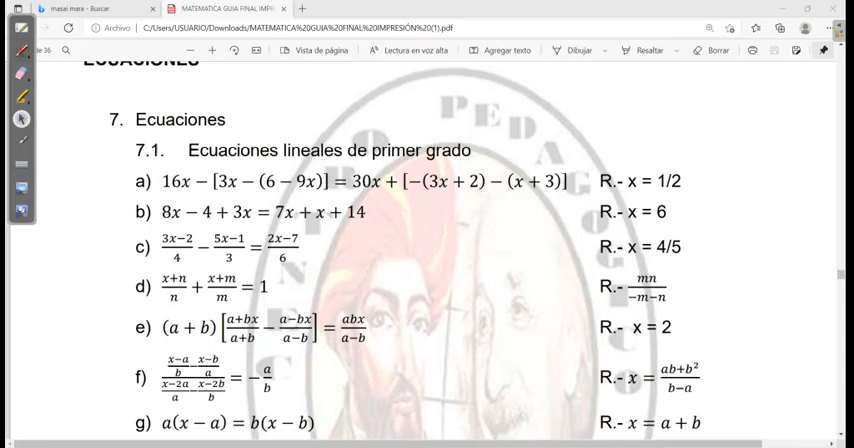 masai mara - Buscar
MATEMATICA GUIA FINAL IMPR
Archivo C:/Users/USUARIO/Downloads/MATEMATICA%20GUIA%20FINAL%20IMPRESIÓN%20(1).pdf
de 36 Vista de página Lectura en voz alta Agregar texto Dibujar Resaltar Borrar
ECUACIONES
7. Ecuaciones
7.1. Ecuaciones lineales de primer grado
a) 16x − [3x − (6 − 9x)] = 30x + [−(3x + 2) − (x + 3)] R.- x = 1/2
b) 8x − 4 + 3x = 7x + x + 14 R.- x = 6
c) (3x−2)/4 − (5x−1)/3 = (2x−7)/6 R.- x = 4/5
d) (x+n)/n + (x+m)/m = 1 R.- mn/(−m−n)
e) (a + b) [(a+bx)/(a+b) − (a−bx)/(a−b)] = abx/(a−b) R.- x = 2
f) ((x−a)/b − (x−b)/a)/((x−2a)/a − (x−2b)/b) = −a/b R.- x = (ab+b²)/(b−a)
g) a(x − a) = b(x − b) R.- x = a + b
PEDAGO